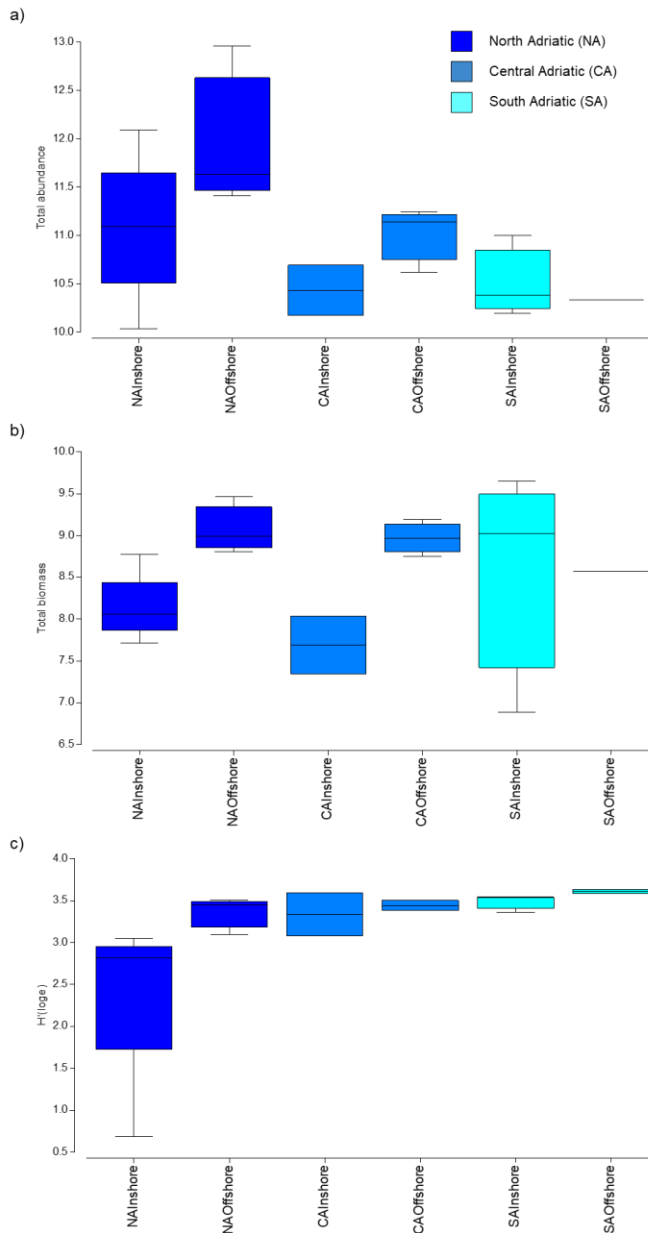 a)
13.0
12.5
12.0
11.5
11.0
10.5
10.0
Total abundance
North Adriatic (NA)
Central Adriatic (CA)
South Adriatic (SA)
NAInshore
NAOffshore
CAInshore
CAOffshore
SAInshore
SAOffshore
b)
10.0
9.5
9.0
8.5
8.0
7.5
7.0
6.5
Total biomass
NAInshore
NAOffshore
CAInshore
CAOffshore
SAInshore
SAOffshore
c)
4.0
3.5
3.0
2.5
2.0
1.5
1.0
0.5
H'(loge)
NAInshore
NAOffshore
CAInshore
CAOffshore
SAInshore
SAOffshore